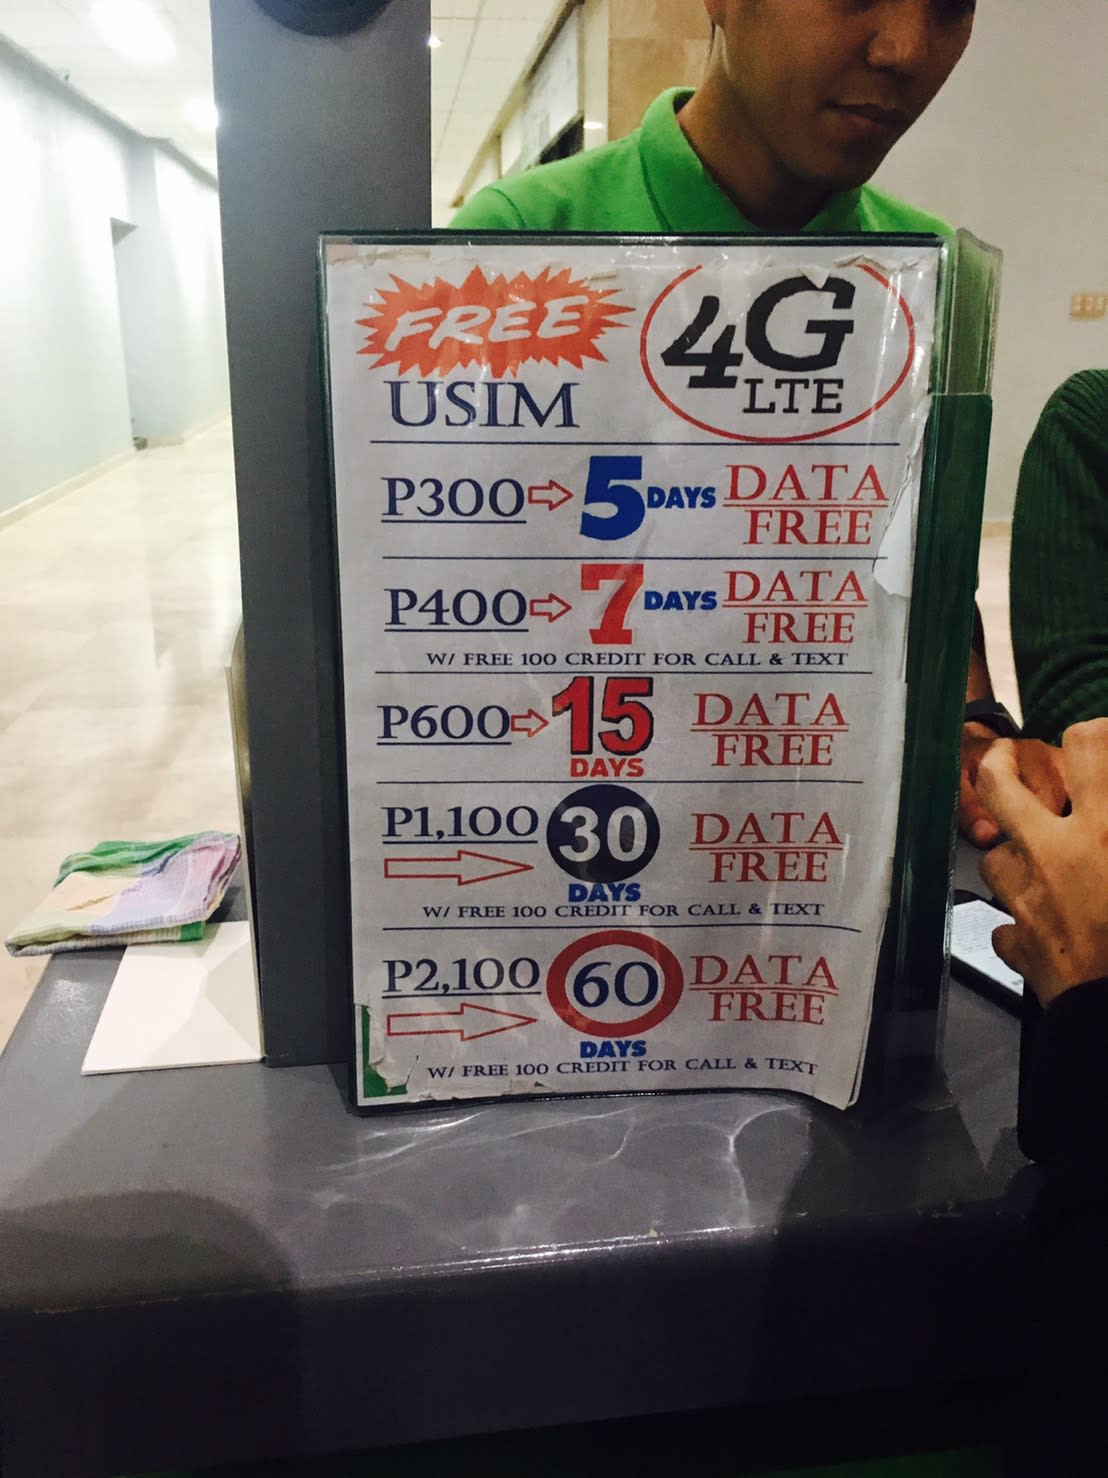 FREE
USIM
4G
LTE
P300 5 DAYS DATA FREE
P400 7 DAYS DATA FREE
W/ FREE 100 CREDIT FOR CALL & TEXT
P600 15 DAYS DATA FREE
P1,100 30 DAYS DATA FREE
W/ FREE 100 CREDIT FOR CALL & TEXT
P2,100 60 DAYS DATA FREE
W/ FREE 100 CREDIT FOR CALL & TEXT